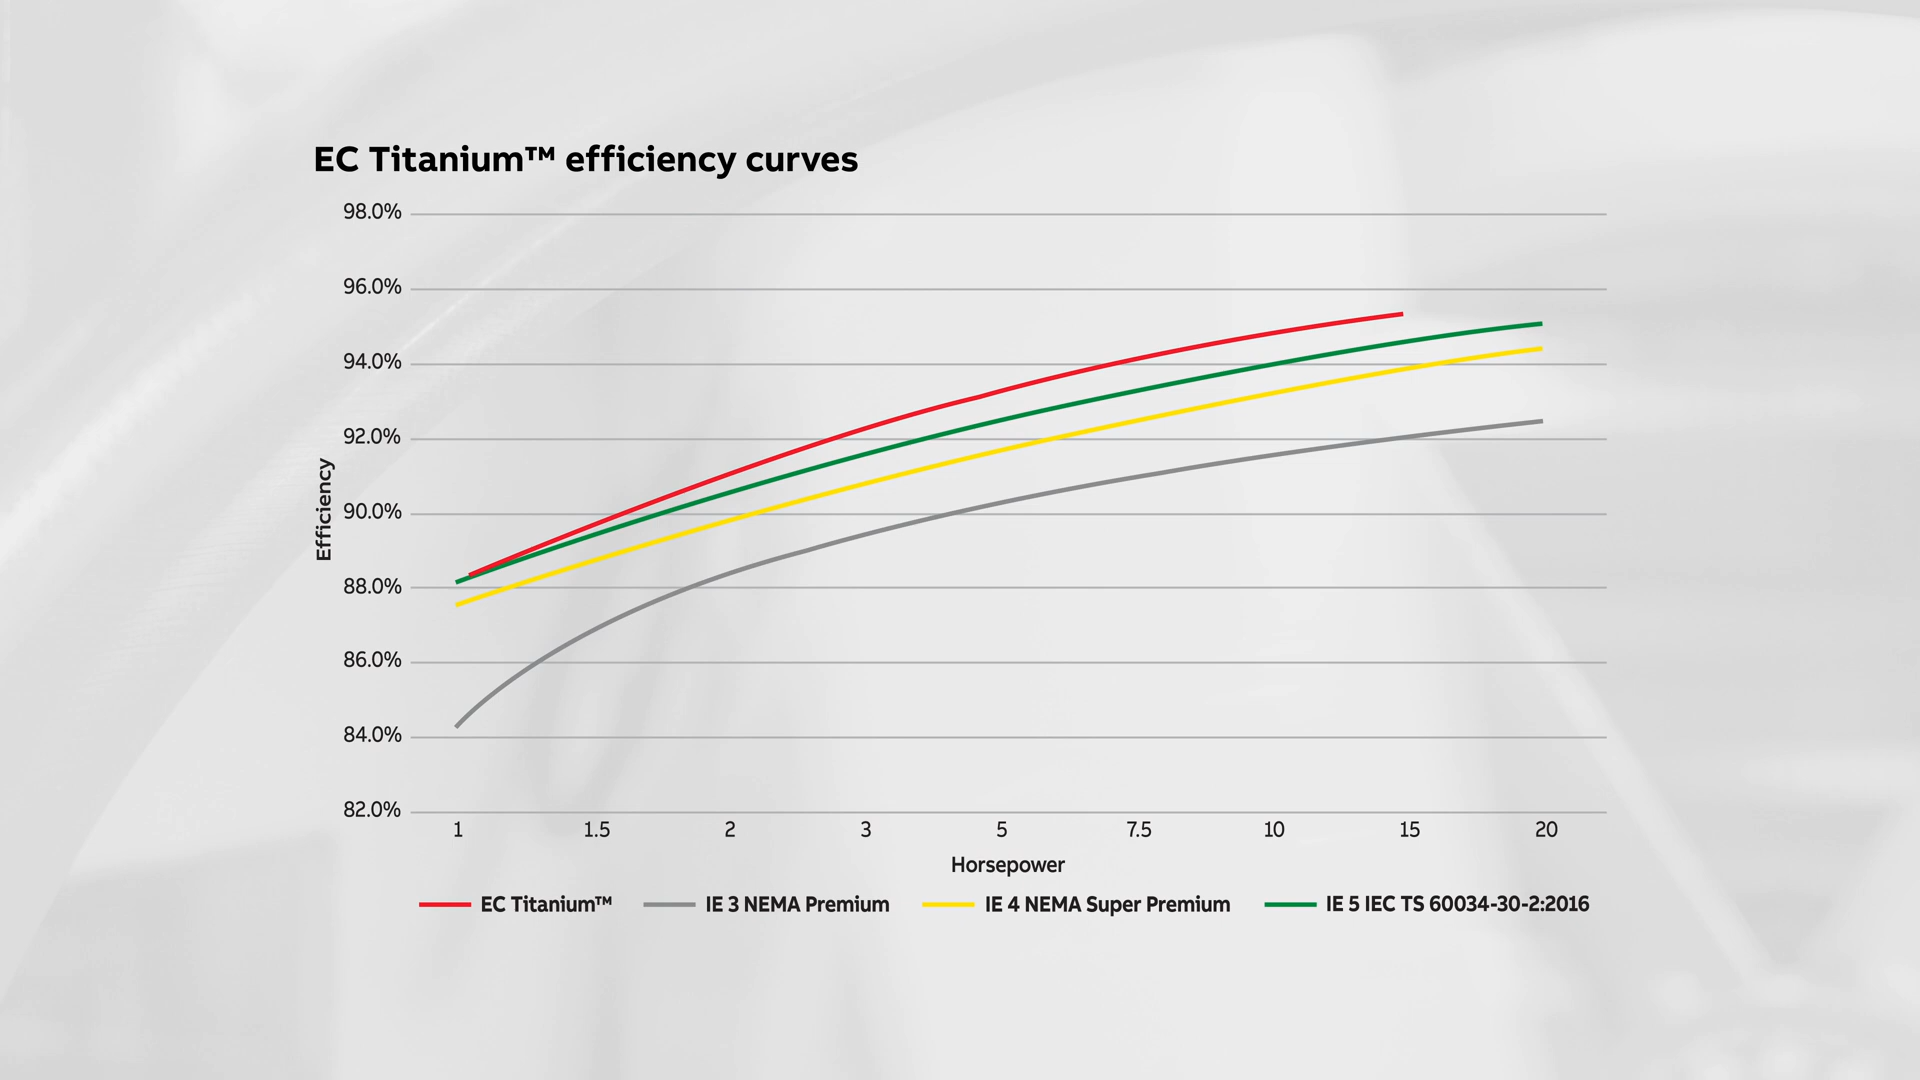 EC Titanium™ efficiency curves
98.0%
96.0%
94.0%
92.0%
90.0%
88.0%
86.0%
84.0%
82.0%
Efficiency
1 1.5 2 3 5 7.5 10 15 20
Horsepower
EC Titanium™ IE 3 NEMA Premium IE 4 NEMA Super Premium IE 5 IEC TS 60034-30-2:2016